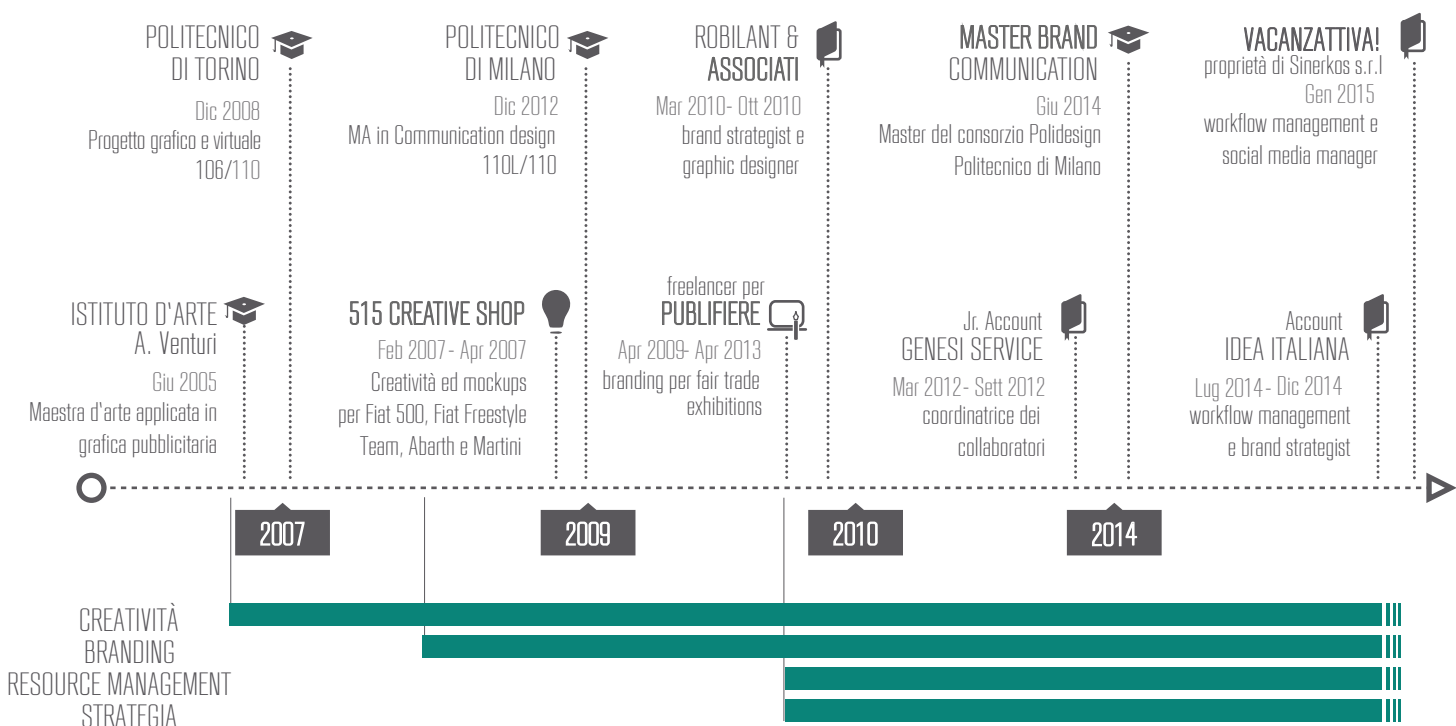 POLITECNICO
DI TORINO
Dic 2008
Progetto grafico e virtuale
106/110
POLITECNICO
DI MILANO
Dic 2012
MA in Communication design
110L/110
ROBILANT &
ASSOCIATI
Mar 2010- Ott 2010
brand strategist e
graphic designer
MASTER BRAND
COMMUNICATION
Giu 2014
Master del consorzio Polidesign
Politecnico di Milano
VACANZATTIVA!
proprietà di Sinerkos s.r.l
Gen 2015
workflow management e
social media manager
ISTITUTO D'ARTE
A. Venturi
Giu 2005
Maestra d'arte applicata in
grafica pubblicitaria
515 CREATIVE SHOP
Feb 2007- Apr 2007
Creatività ed mockups
per Fiat 500, Fiat Freestyle
Team, Abarth e Martini
freelancer per
PUBLIFIERE
Apr 2009- Apr 2013
branding per fair trade
exhibitions
Jr. Account
GENESI SERVICE
Mar 2012- Sett 2012
coordinatrice dei
collaboratori
Account
IDEA ITALIANA
Lug 2014- Dic 2014
workflow management
e brand strategist
2007
2009
2010
2014
CREATIVITÀ
BRANDING
RESOURCE MANAGEMENT
STRATEGIA